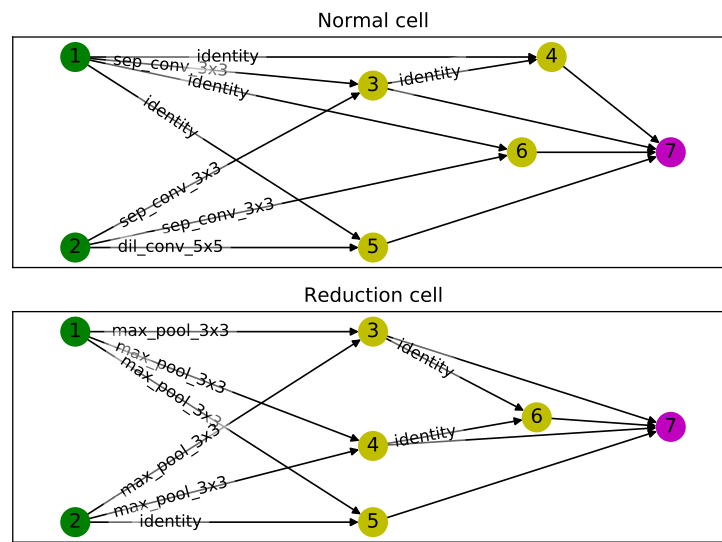 Normal cell
1
identity
4
sep_conv_3x3
identity
3
identity
identity
6
7
sep_conv_3x3
sep_conv_3x3
2
dil_conv_5x5
5
Reduction cell
1
max_pool_3x3
3
max_pool_3x3
identity
max_pool_3x3
6
7
max_pool_3x3
4
identity
max_pool_3x3
2
identity
5